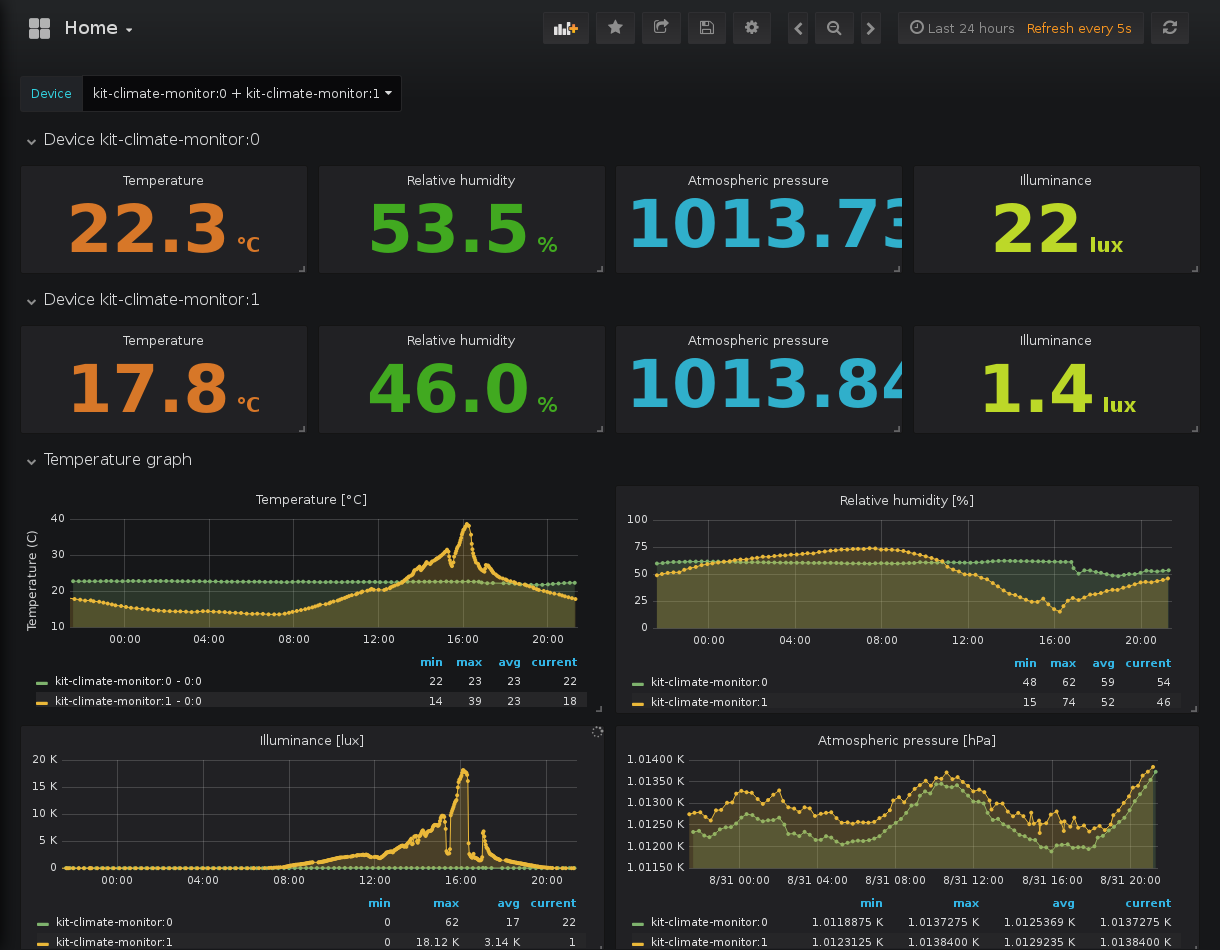 Home
Last 24 hours Refresh every 5s
Device kit-climate-monitor:0 + kit-climate-monitor:1
Device kit-climate-monitor:0
Temperature Relative humidity Atmospheric pressure Illuminance
22.3 °C 53.5 % 1013.73 22 lux
Device kit-climate-monitor:1
Temperature Relative humidity Atmospheric pressure Illuminance
17.8 °C 46.0 % 1013.84 1.4 lux
Temperature graph
Temperature [°C]
Temperature (C)
40
30
20
10
00:00 04:00 08:00 12:00 16:00 20:00
min max avg current
kit-climate-monitor:0 - 0:0 22 23 23 22
kit-climate-monitor:1 - 0:0 14 39 23 18
Relative humidity [%]
100
75
50
25
0
00:00 04:00 08:00 12:00 16:00 20:00
min max avg current
kit-climate-monitor:0 48 62 59 54
kit-climate-monitor:1 15 74 52 46
Illuminance [lux]
20 K
15 K
10 K
5 K
0
00:00 04:00 08:00 12:00 16:00 20:00
min max avg current
kit-climate-monitor:0 0 62 17 22
kit-climate-monitor:1 0 18.12 K 3.14 K 1
Atmospheric pressure [hPa]
1.01400 K
1.01350 K
1.01300 K
1.01250 K
1.01200 K
1.01150 K
8/31 00:00 8/31 04:00 8/31 08:00 8/31 12:00 8/31 16:00 8/31 20:00
min max avg current
kit-climate-monitor:0 1.0118875 K 1.0137275 K 1.0125369 K 1.0137275 K
kit-climate-monitor:1 1.0123125 K 1.0138400 K 1.0129235 K 1.0138400 K